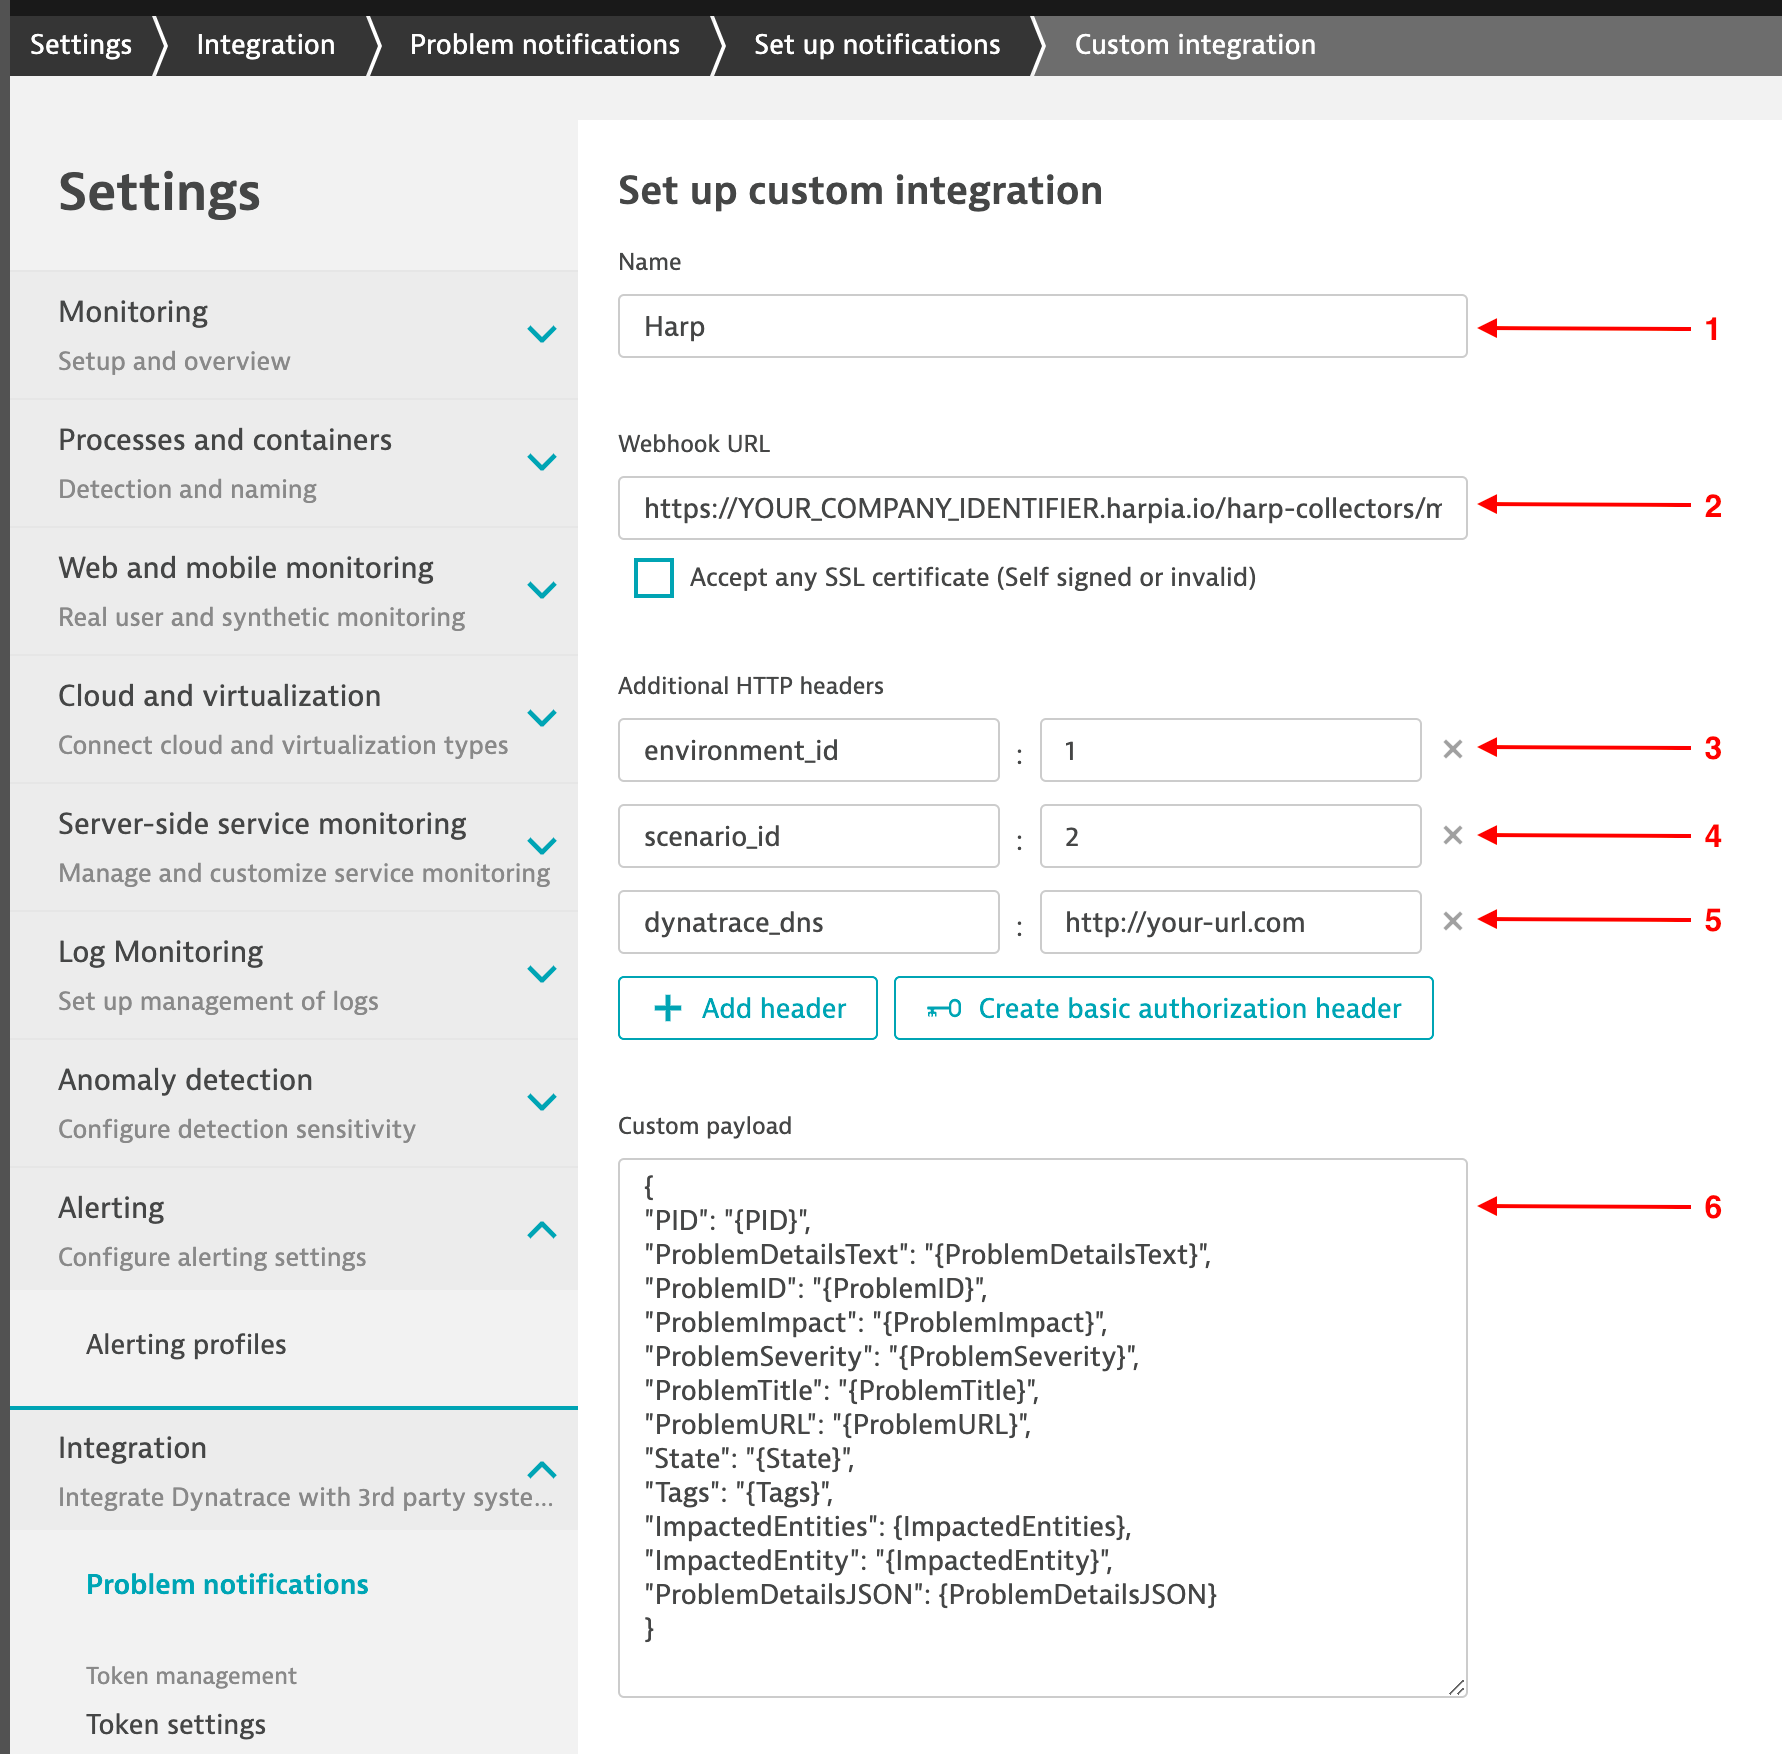 Settings
Integration
Problem notifications
Set up notifications
Custom integration
Settings
Monitoring
Setup and overview
Processes and containers
Detection and naming
Web and mobile monitoring
Real user and synthetic monitoring
Cloud and virtualization
Connect cloud and virtualization types
Server-side service monitoring
Manage and customize service monitoring
Log Monitoring
Set up management of logs
Anomaly detection
Configure detection sensitivity
Alerting
Configure alerting settings
Alerting profiles
Integration
Integrate Dynatrace with 3rd party syste...
Problem notifications
Token management
Token settings
Set up custom integration
Name
Harp
1
Webhook URL
https://YOUR_COMPANY_IDENTIFIER.harpia.io/harp-collectors/m
2
Accept any SSL certificate (Self signed or invalid)
Additional HTTP headers
environment_id : 1
3
scenario_id : 2
4
dynatrace_dns : http://your-url.com
5
Add header
Create basic authorization header
Custom payload
6
{
"PID": "{PID}",
"ProblemDetailsText": "{ProblemDetailsText}",
"ProblemID": "{ProblemID}",
"ProblemImpact": "{ProblemImpact}",
"ProblemSeverity": "{ProblemSeverity}",
"ProblemTitle": "{ProblemTitle}",
"ProblemURL": "{ProblemURL}",
"State": "{State}",
"Tags": "{Tags}",
"ImpactedEntities": {ImpactedEntities},
"ImpactedEntity": "{ImpactedEntity}",
"ProblemDetailsJSON": {ProblemDetailsJSON}
}